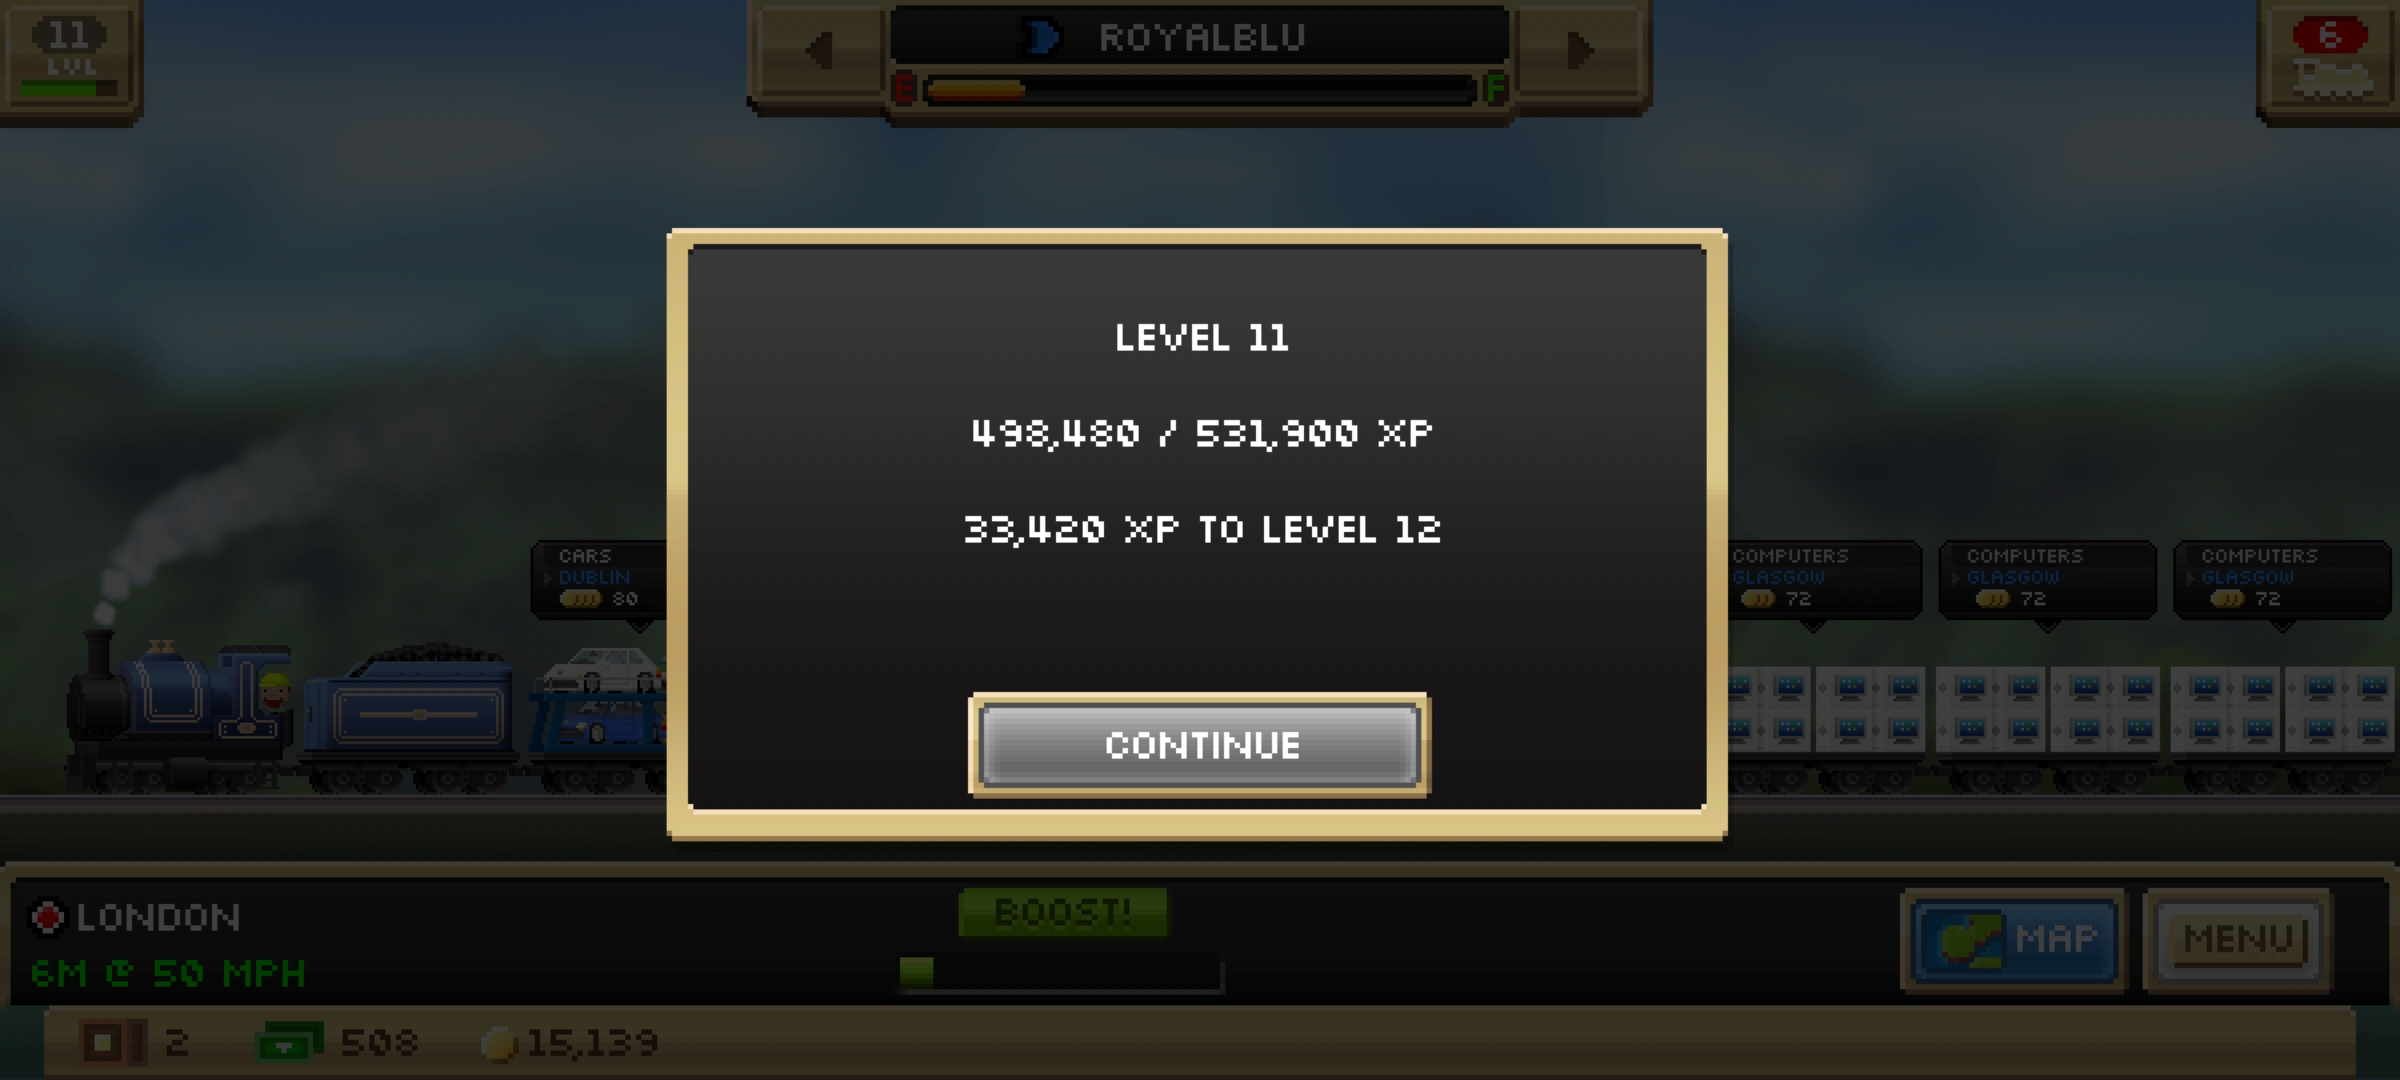 11
LVL
ROYALBLU
E
F
6
LEVEL 11
498,480 / 531,900 XP
33,420 XP TO LEVEL 12
CONTINUE
CARS
DUBLIN
80
COMPUTERS
GLASGOW
72
COMPUTERS
GLASGOW
72
COMPUTERS
GLASGOW
72
LONDON
6M @ 50 MPH
BOOST!
MAP
MENU
2
508
15,139